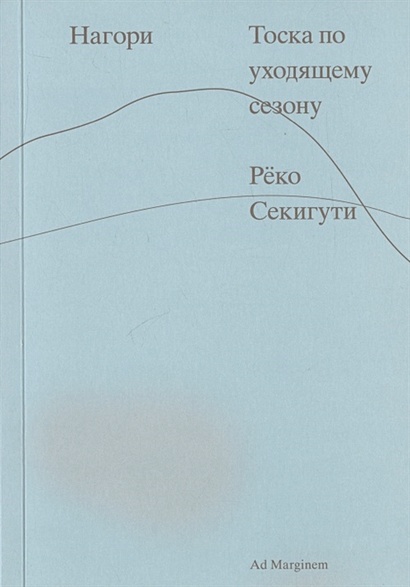 Нагори
Тоска по
уходящему
сезону
Рёко
Секигути
Ad Marginem